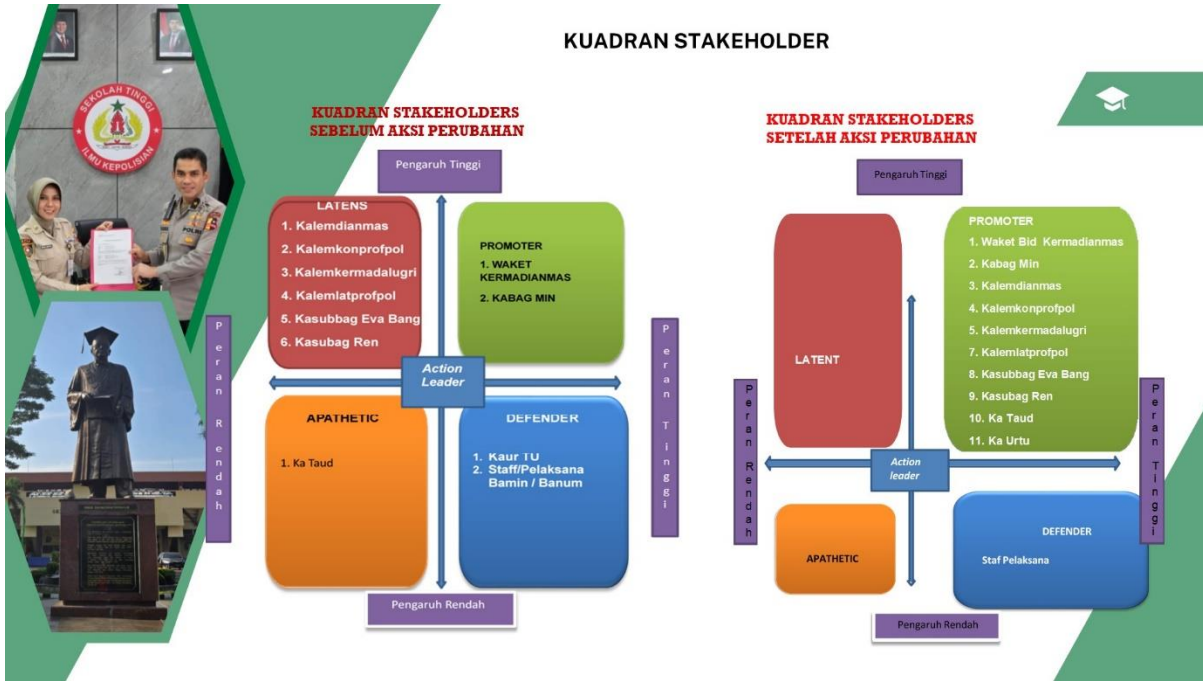 KUADRAN STAKEHOLDER
SEKOLAH TINGGI
ILMU KEPOLISIAN
KUADRAN STAKEHOLDERS
SEBELUM AKSI PERUBAHAN
Pengaruh Tinggi
LATENS
1. Kalemdianmas
2. Kalemkonprofpol
3. Kalemkermadalugri
4. Kalemlatprofpol
5. Kasubbag Eva Bang
6. Kasubag Ren
PROMOTER
1. WAKET
KERMADIANMAS
2. KABAG MIN
Peran Rendah
Action
Leader
Peran Tinggi
APATHETIC
1. Ka Taud
DEFENDER
1. Kaur TU
2. Staff/Pelaksana
Bamin / Banum
Pengaruh Rendah
KUADRAN STAKEHOLDERS
SETELAH AKSI PERUBAHAN
Pengaruh Tinggi
LATENT
PROMOTER
1. Waket Bid Kermadianmas
2. Kabag Min
3. Kalemdianmas
4. Kalemkonprofpol
5. Kalemkermadalugri
7. Kalemlatprofpol
8. Kasubbag Eva Bang
9. Kasubag Ren
10. Ka Taud
11. Ka Urtu
Peran Rendah
Action
leader
Peran Tinggi
APATHETIC
DEFENDER
Staf Pelaksana
Pengaruh Rendah